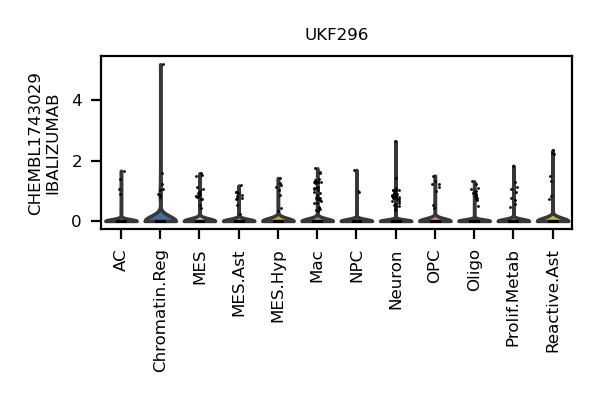 UKF296
CHEMBL1743029
IBALIZUMAB
4
2
0
AC
Chromatin.Reg
MES
MES.Ast
MES.Hyp
Mac
NPC
Neuron
OPC
Oligo
Prolif.Metab
Reactive.Ast